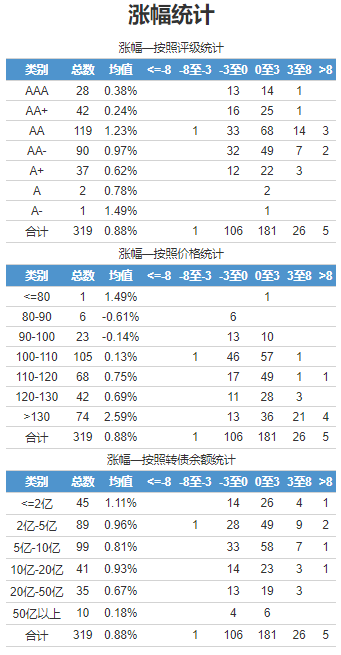 涨幅统计
涨幅—按照评级统计
类别 总数 均值 <=-8 -8至-3 -3至0 0至3 3至8 >8
AAA 28 0.38% 13 14 1
AA+ 42 0.24% 16 25 1
AA 119 1.23% 1 33 68 14 3
AA- 90 0.97% 32 49 7 2
A+ 37 0.62% 12 22 3
A 2 0.78% 2
A- 1 1.49% 1
合计 319 0.88% 1 106 181 26 5
涨幅—按照价格统计
类别 总数 均值 <=-8 -8至-3 -3至0 0至3 3至8 >8
<=80 1 1.49% 1
80-90 6 -0.61% 6
90-100 23 -0.14% 13 10
100-110 105 0.13% 1 46 57 1
110-120 68 0.75% 17 49 1 1
120-130 42 0.69% 11 28 3
>130 74 2.59% 13 36 21 4
合计 319 0.88% 1 106 181 26 5
涨幅—按照转债余额统计
类别 总数 均值 <=-8 -8至-3 -3至0 0至3 3至8 >8
<=2亿 45 1.11% 14 26 4 1
2亿-5亿 89 0.96% 1 28 49 9 2
5亿-10亿 99 0.81% 33 58 7 1
10亿-20亿 41 0.93% 14 23 3 1
20亿-50亿 35 0.67% 13 19 3
50亿以上 10 0.18% 4 6
合计 319 0.88% 1 106 181 26 5